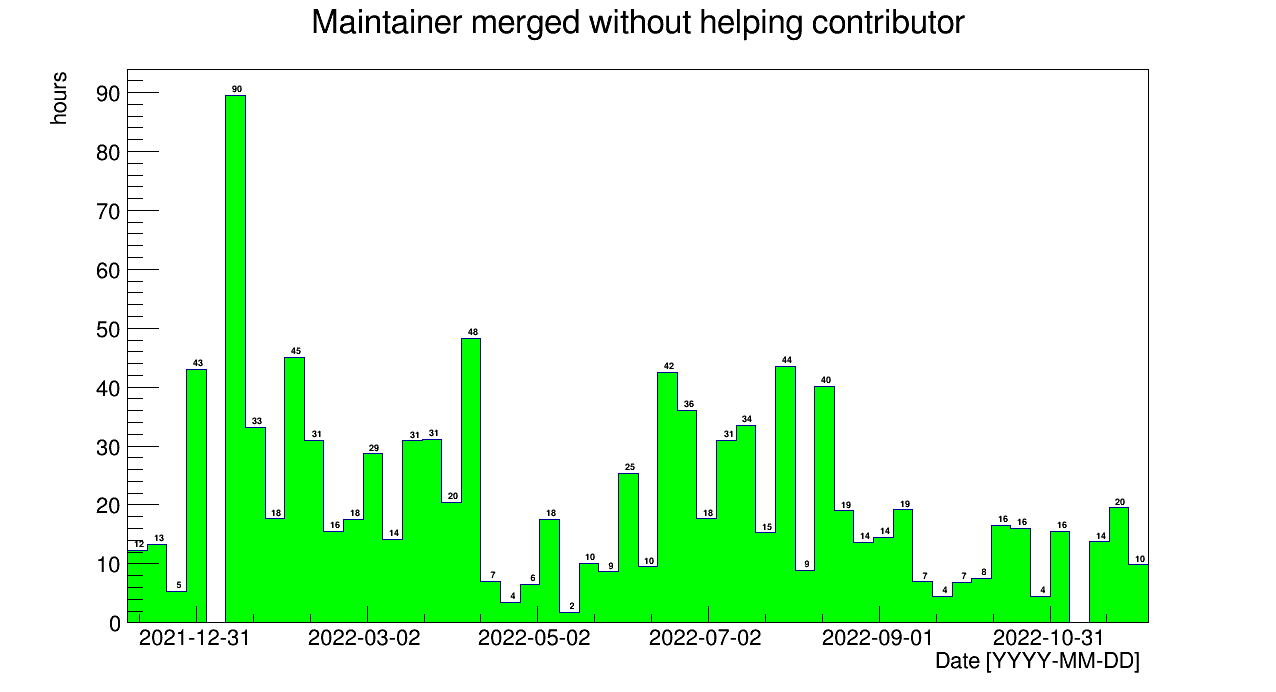 Maintainer merged without helping contributor
hours
90
80
70
60
50
40
30
20
10
0
12 13 5 43 90 33 18 45 31 16 18 29 14 31 31 20 48 7 4 6 18 2 10 9 25 10 42 36 18 31 34 15 44 9 40 19 14 14 19 7 4 7 8 16 16 4 16 14 20 10
2021-12-31 2022-03-02 2022-05-02 2022-07-02 2022-09-01 2022-10-31
Date [YYYY-MM-DD]